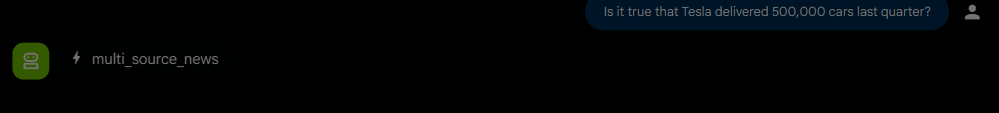 Is it true that Tesla delivered 500,000 cars last quarter?
multi_source_news